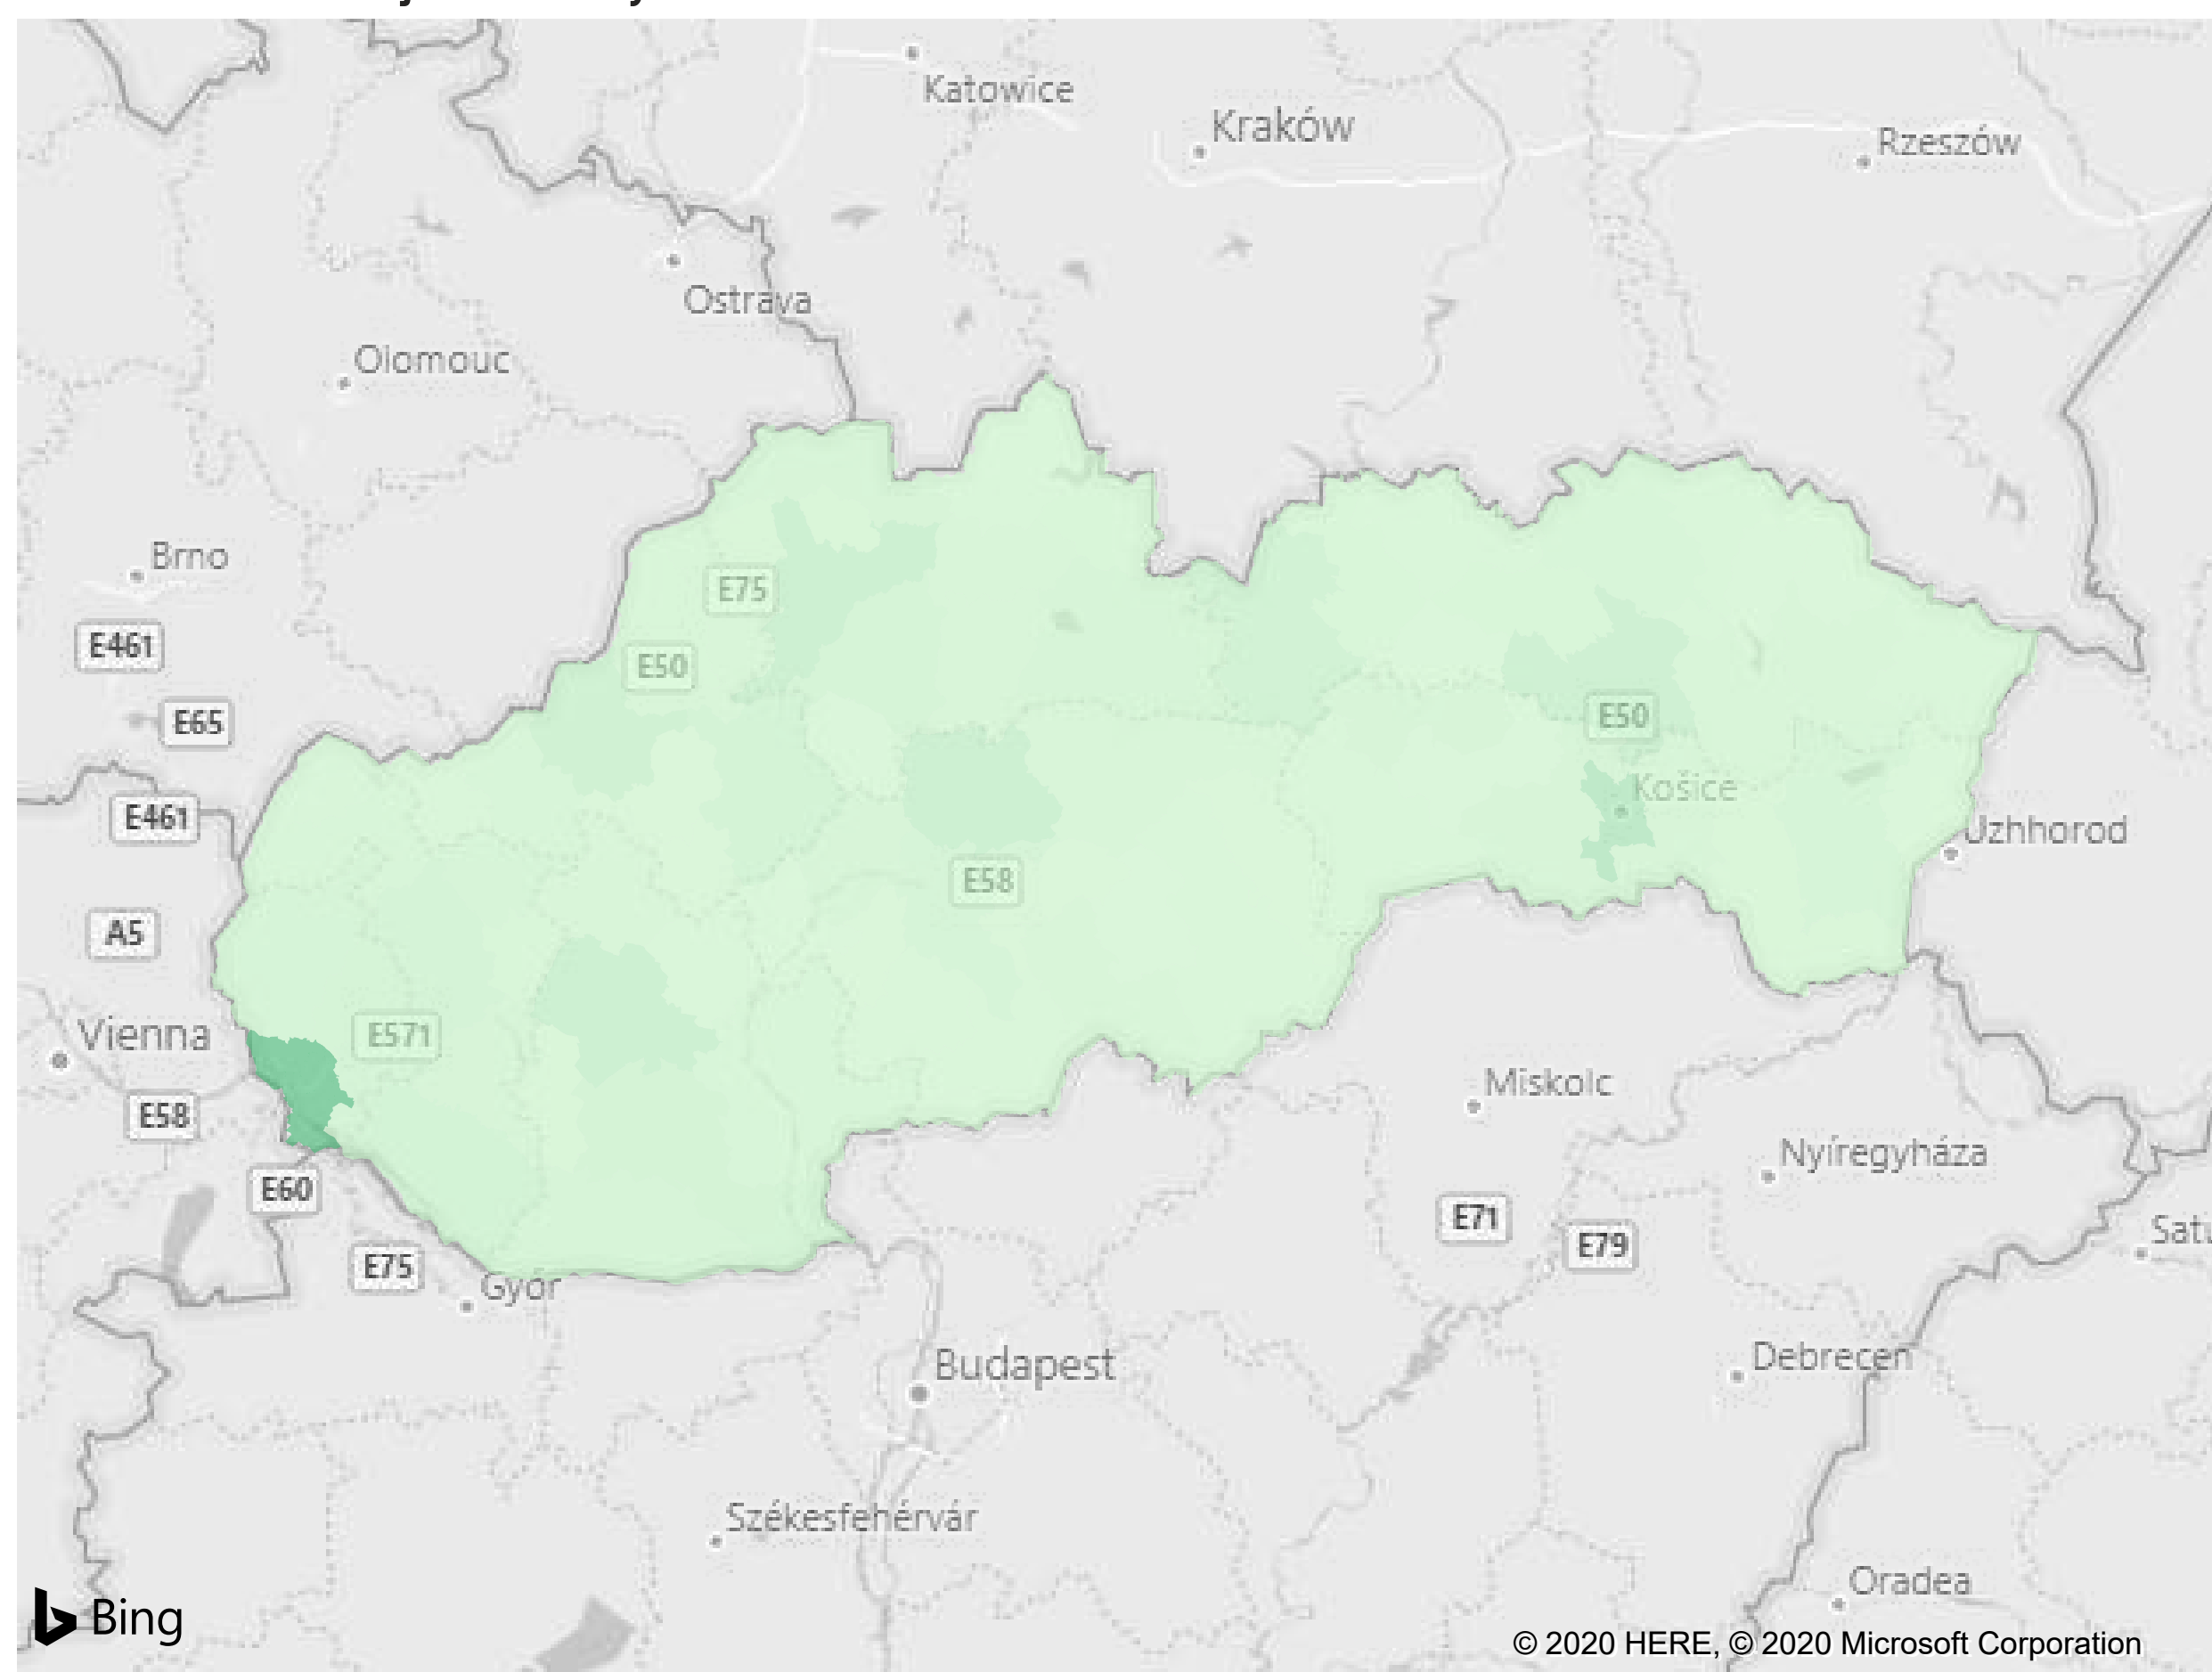 Katowice
Kraków
Rzeszów
Ostrava
Olomouc
Brno
E75
E461
E50
E65
E50
Košice
E461
Uzhhorod
E58
A5
Vienna
E571
Miskolc
E58
Nyíregyháza
E60
E71
E79
E75
Győr
Budapest
Debrecen
Székesfehérvár
Oradea
Bing
© 2020 HERE, © 2020 Microsoft Corporation